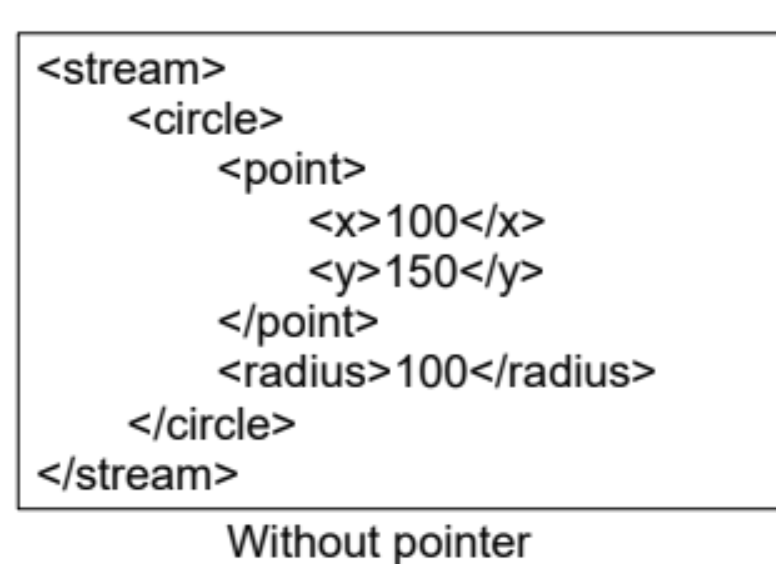 <stream>
<circle>
<point>
<x>100</x>
<y>150</y>
</point>
<radius>100</radius>
</circle>
</stream>
Without pointer